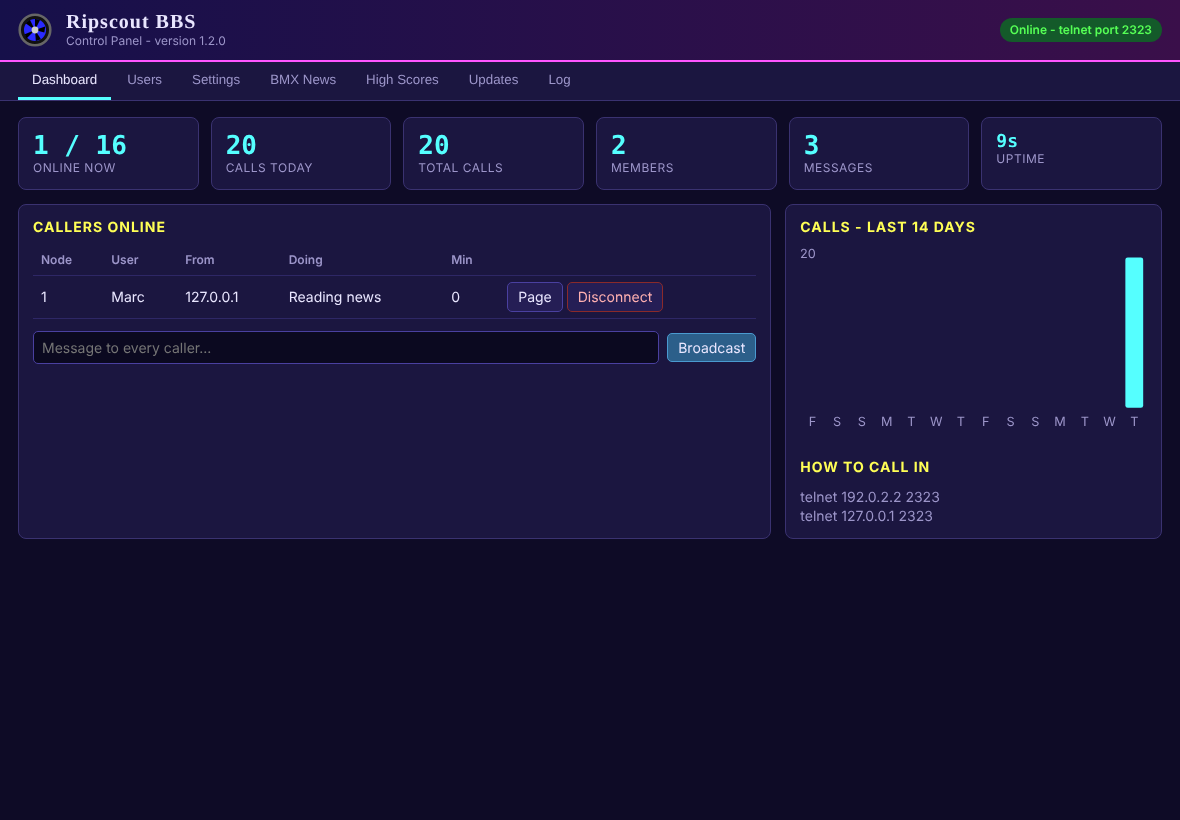 Ripscout BBS
Control Panel - version 1.2.0
Online - telnet port 2323
Dashboard Users Settings BMX News High Scores Updates Log
1 / 16
ONLINE NOW
20
CALLS TODAY
20
TOTAL CALLS
2
MEMBERS
3
MESSAGES
9s
UPTIME
CALLERS ONLINE
Node User From Doing Min
1 Marc 127.0.0.1 Reading news 0 Page Disconnect
Message to every caller... Broadcast
CALLS - LAST 14 DAYS
20
F S S M T W T F S S M T W T
HOW TO CALL IN
telnet 192.0.2.2 2323
telnet 127.0.0.1 2323